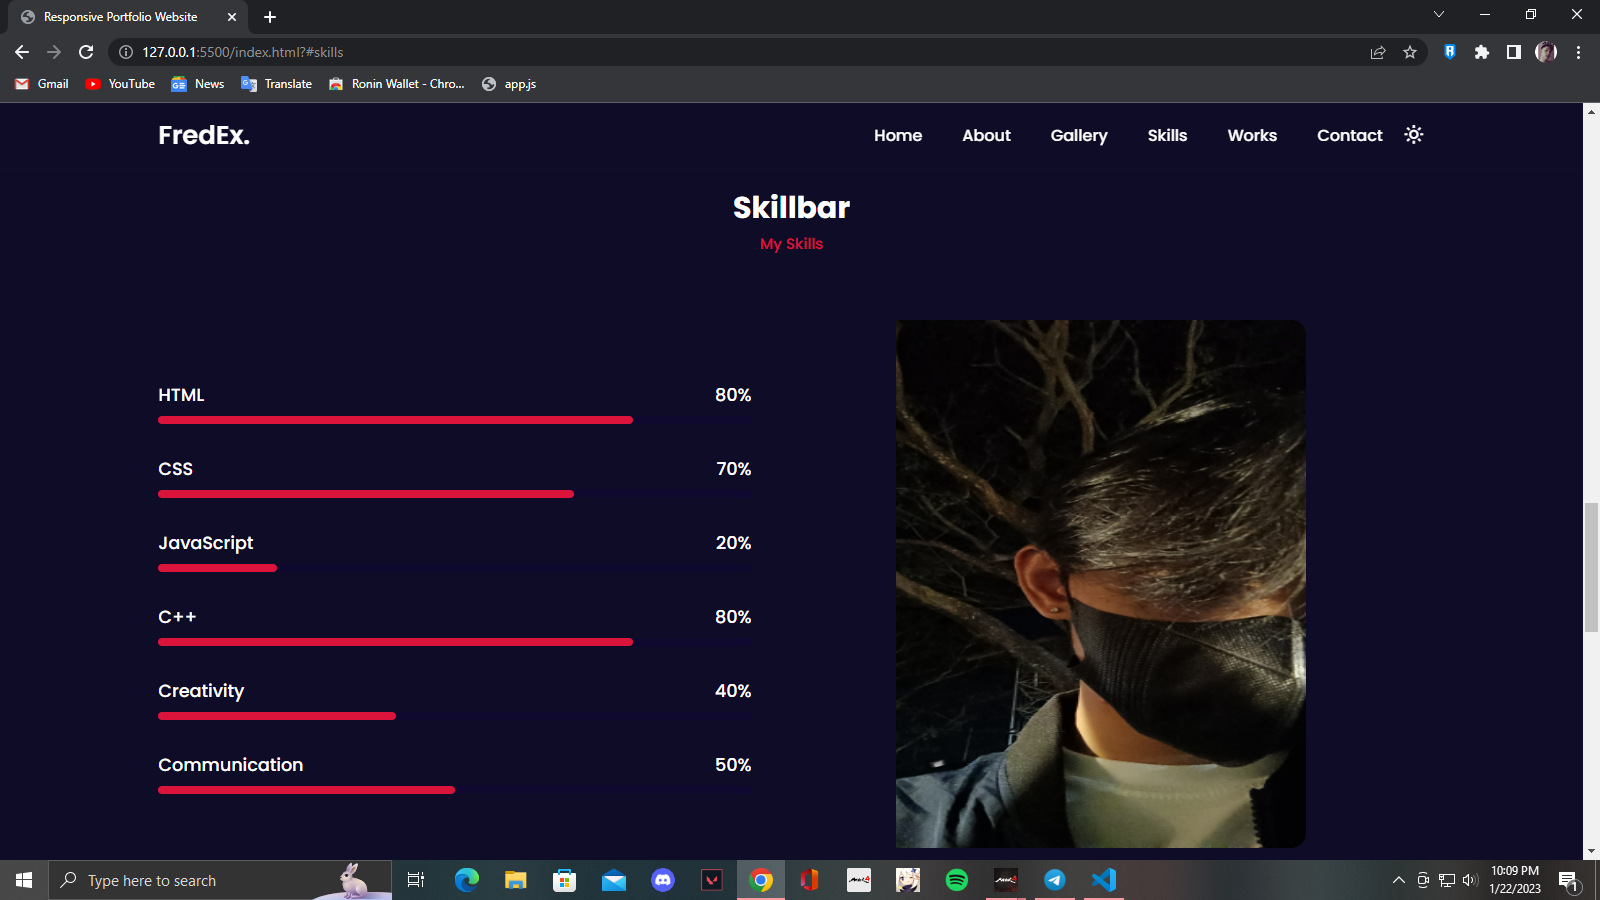 Responsive Portfolio Website
127.0.0.1:5500/index.html?#skills
Gmail YouTube News Translate Ronin Wallet - Chro... app.js
FredEx. Home About Gallery Skills Works Contact
Skillbar
My Skills
HTML 80%
CSS 70%
JavaScript 20%
C++ 80%
Creativity 40%
Communication 50%
Type here to search
10:09 PM
1/22/2023
1